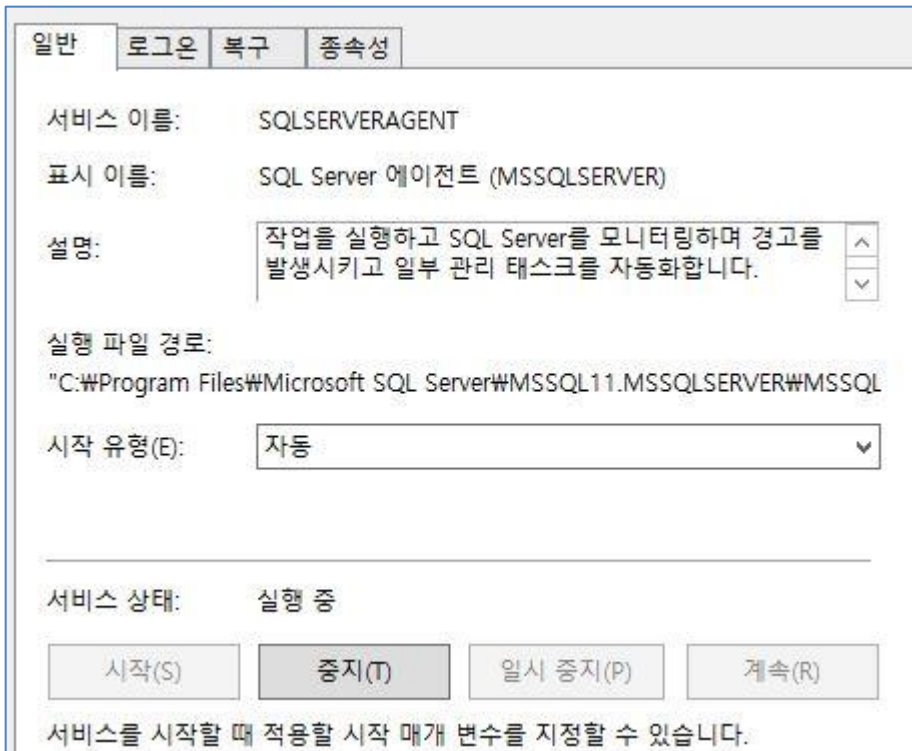 일반 로그온 복구 종속성
서비스 이름: SQLSERVERAGENT
표시 이름: SQL Server 에이전트 (MSSQLSERVER)
설명: 작업을 실행하고 SQL Server를 모니터링하며 경고를
발생시키고 일부 관리 태스크를 자동화합니다.
실행 파일 경로:
"C:₩Program Files₩Microsoft SQL Server₩MSSQL11.MSSQLSERVER₩MSSQL
시작 유형(E): 자동
서비스 상태: 실행 중
시작(S) 중지(T) 일시 중지(P) 계속(R)
서비스를 시작할 때 적용할 시작 매개 변수를 지정할 수 있습니다.